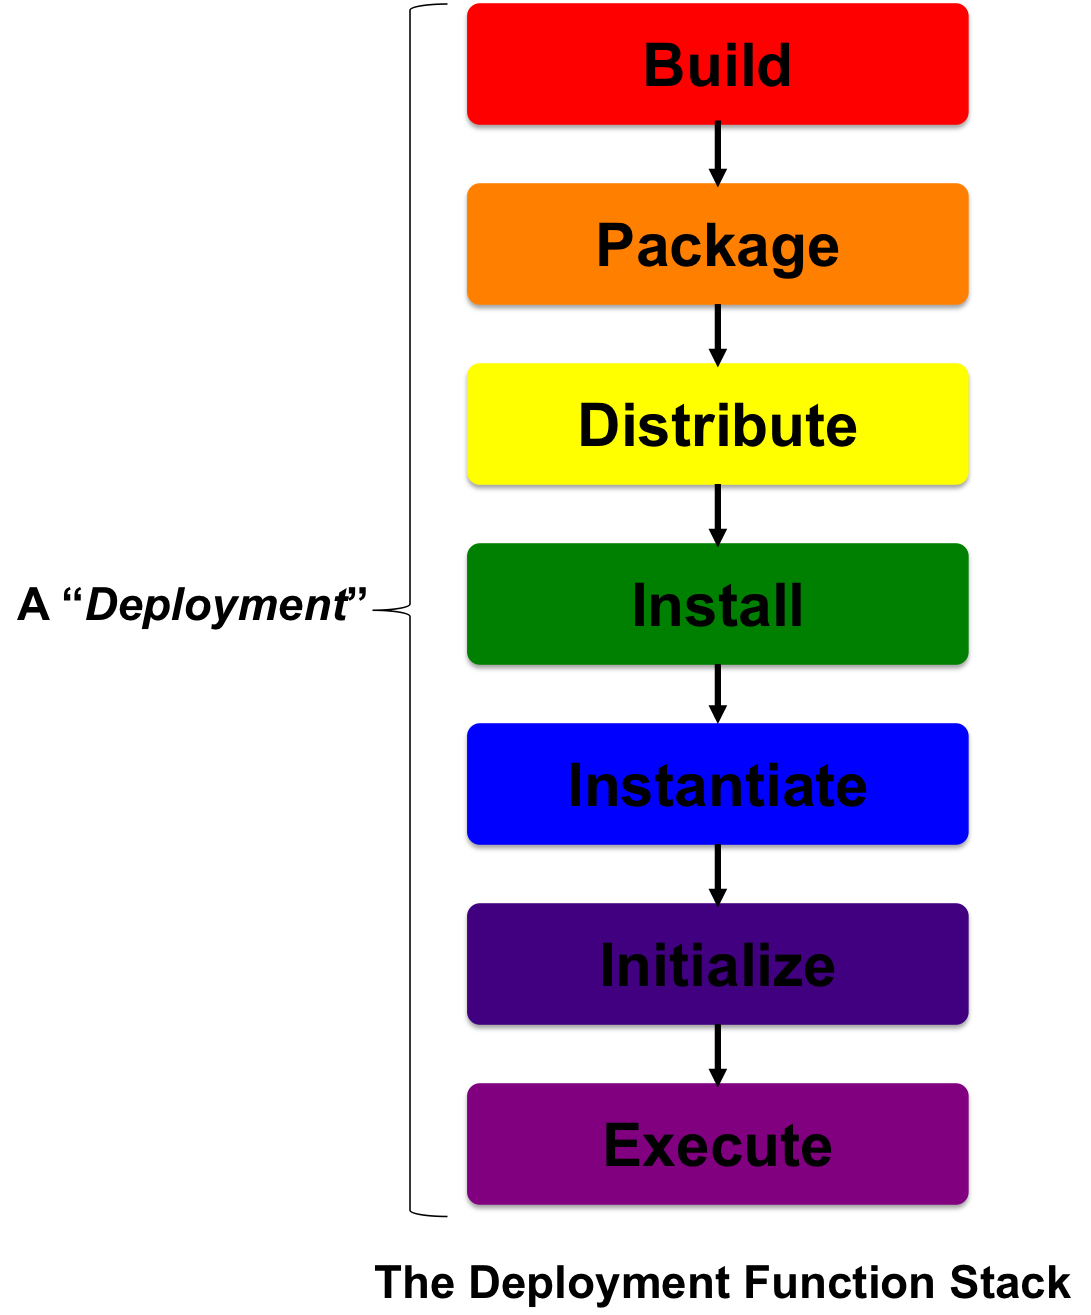 Build
Package
Distribute
Install
A “Deployment”
Instantiate
Initialize
Execute
The Deployment Function Stack